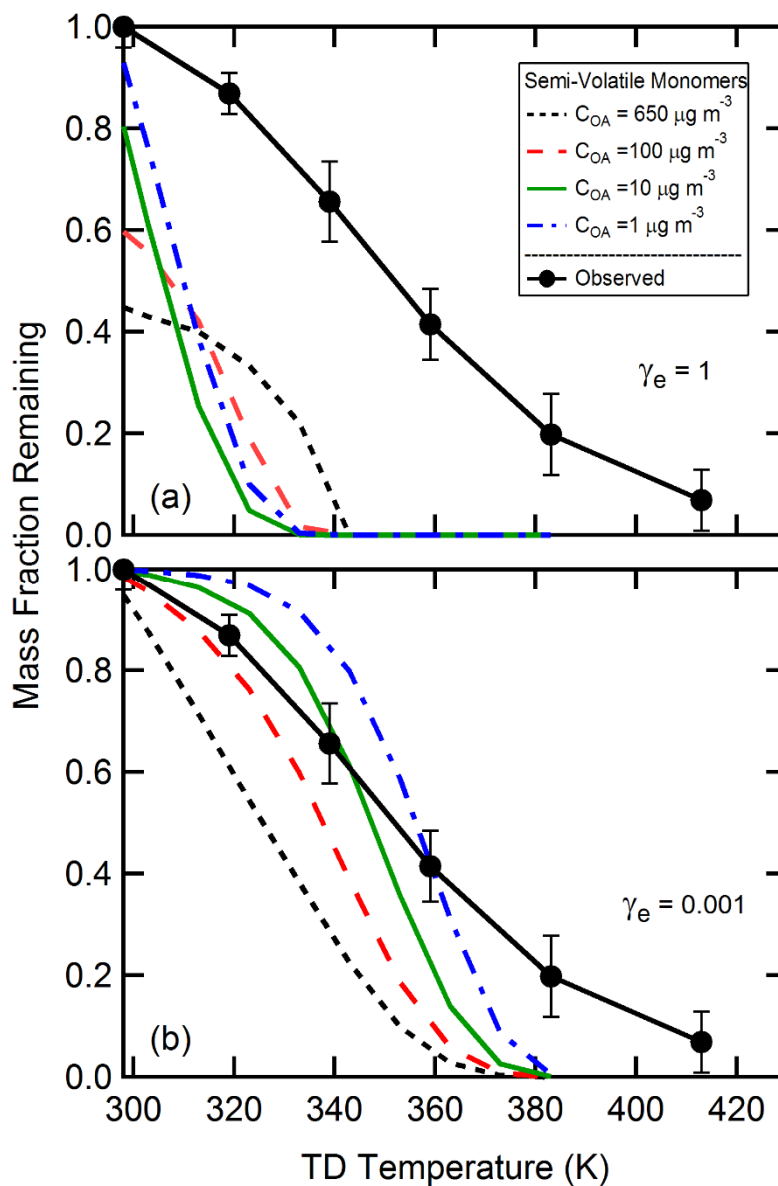 1.0
0.8
0.6
0.4
0.2
0.0
Semi-Volatile Monomers
C_OA = 650 μg m⁻³
C_OA =100 μg m⁻³
C_OA =10 μg m⁻³
C_OA =1 μg m⁻³
Observed
γ_e = 1
(a)
Mass Fraction Remaining
1.0
0.8
0.6
0.4
0.2
0.0
γ_e = 0.001
(b)
300 320 340 360 380 400 420
TD Temperature (K)